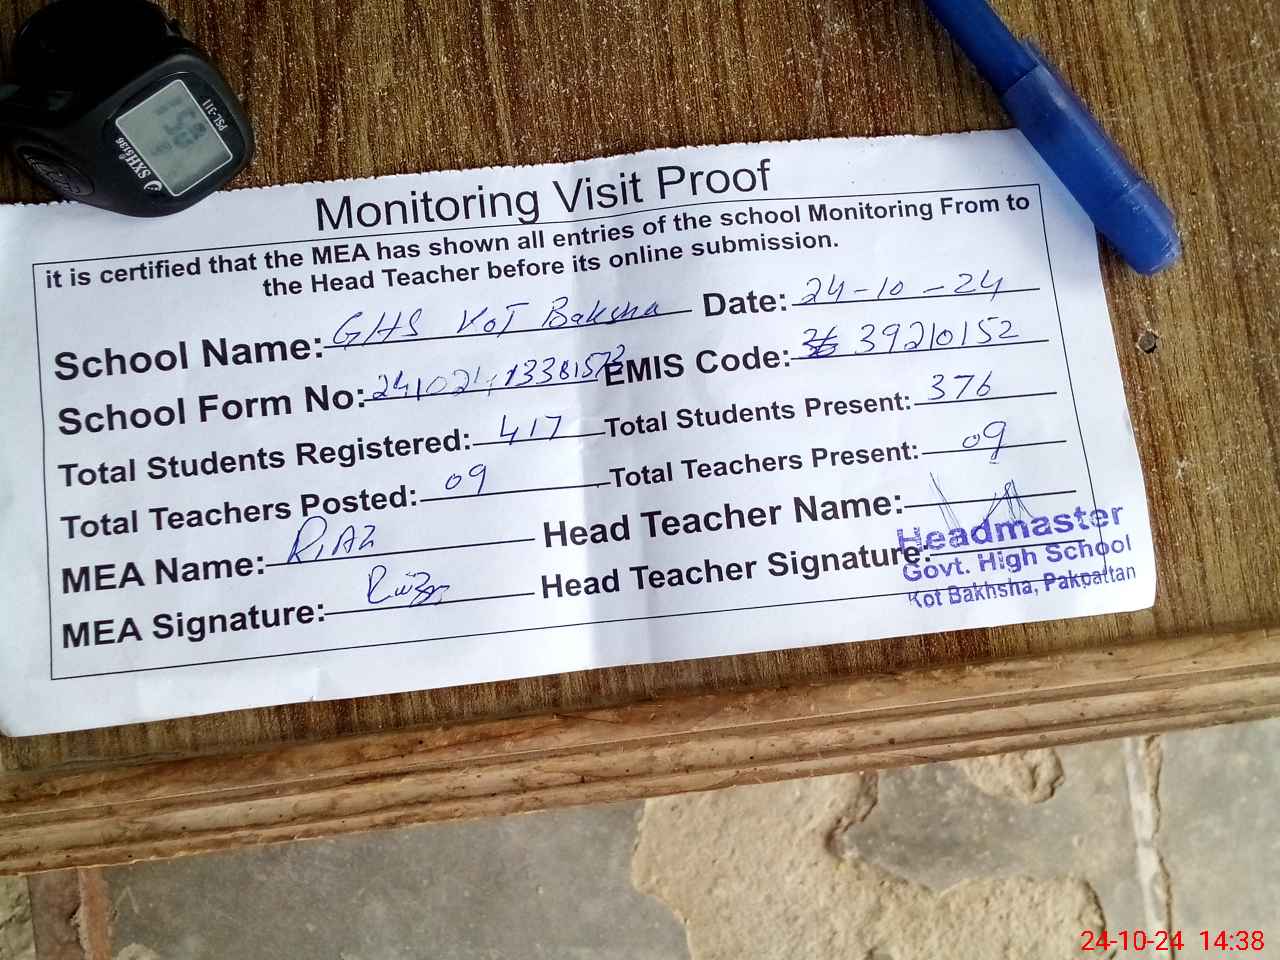 PSL-311
SXH5136
Monitoring Visit Proof
it is certified that the MEA has shown all entries of the school Monitoring From to
the Head Teacher before its online submission.
School Name: GHS KOT Baksha Date: 24-10-24
School Form No: EMIS Code: 39210152
Total Students Registered: 417 Total Students Present: 376
Total Teachers Posted: 09 Total Teachers Present: 09
MEA Name: RIAZ Head Teacher Name:
MEA Signature: Riaz Head Teacher Signature:
Headmaster
Govt. High School
Kot Bakhsha, Pakpattan
24-10-24 14:38